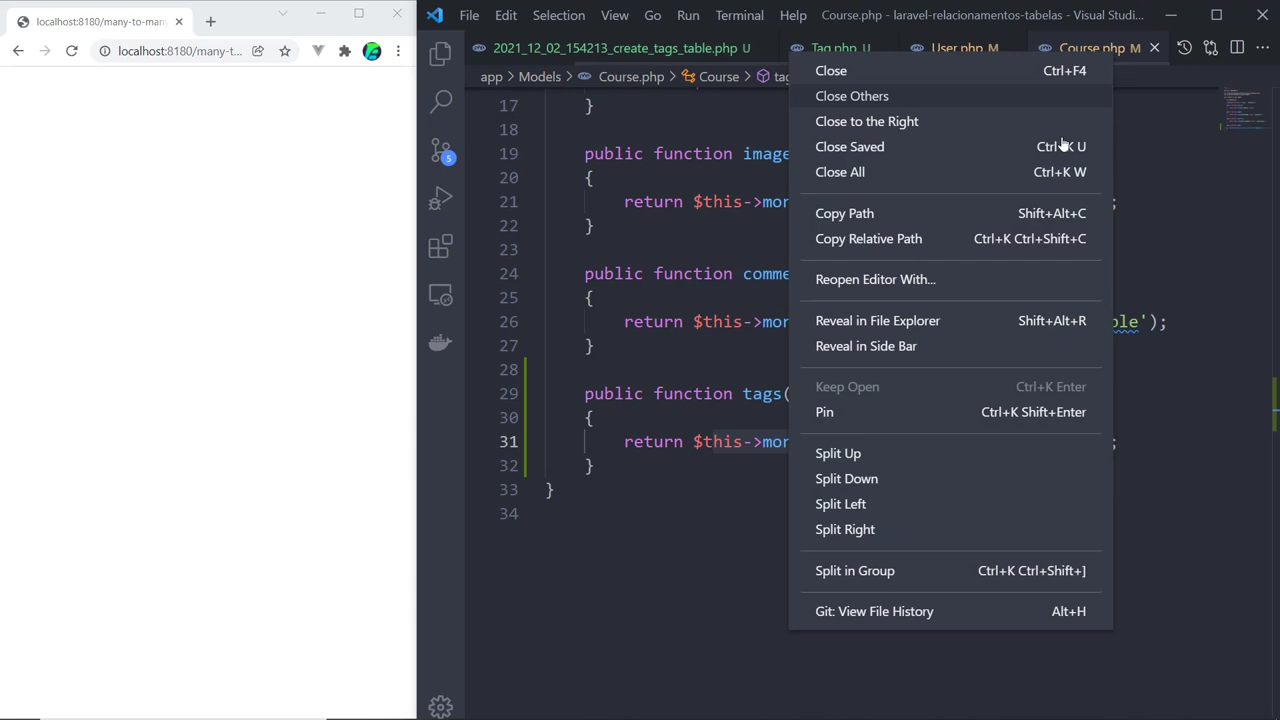 localhost:8180/many-to-many
localhost:8180/many-t...
File Edit Selection View Go Run Terminal Help Course.php - laravel-relacionamentos-tabelas - Visual Studi...
2021_12_02_154213_create_tags_table.php U Tag.php U User.php M Course.php M
app > Models > Course.php > Course >
17 }
18
19 public function image
20 {
21 return $this->mor ;
22 }
23
24 public function comme
25 {
26 return $this->mor ble');
27 }
28
29 public function tags(
30 {
31 return $this->mor ;
32 }
33 }
34
5
Close Ctrl+F4
Close Others
Close to the Right
Close Saved Ctrl+K U
Close All Ctrl+K W
Copy Path Shift+Alt+C
Copy Relative Path Ctrl+K Ctrl+Shift+C
Reopen Editor With...
Reveal in File Explorer Shift+Alt+R
Reveal in Side Bar
Keep Open Ctrl+K Enter
Pin Ctrl+K Shift+Enter
Split Up
Split Down
Split Left
Split Right
Split in Group Ctrl+K Ctrl+Shift+]
Git: View File History Alt+H